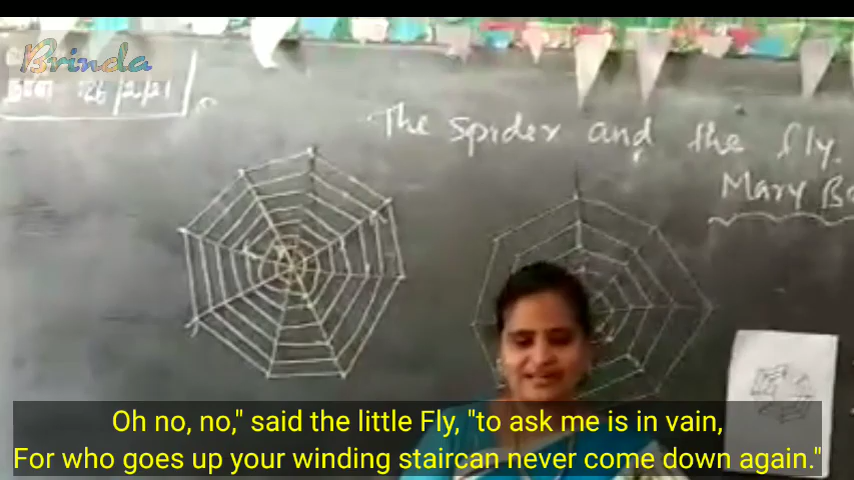 Brinda
26/2/21
The spider and the fly.
Mary
Oh no, no," said the little Fly, "to ask me is in vain,
For who goes up your winding staircan never come down again."